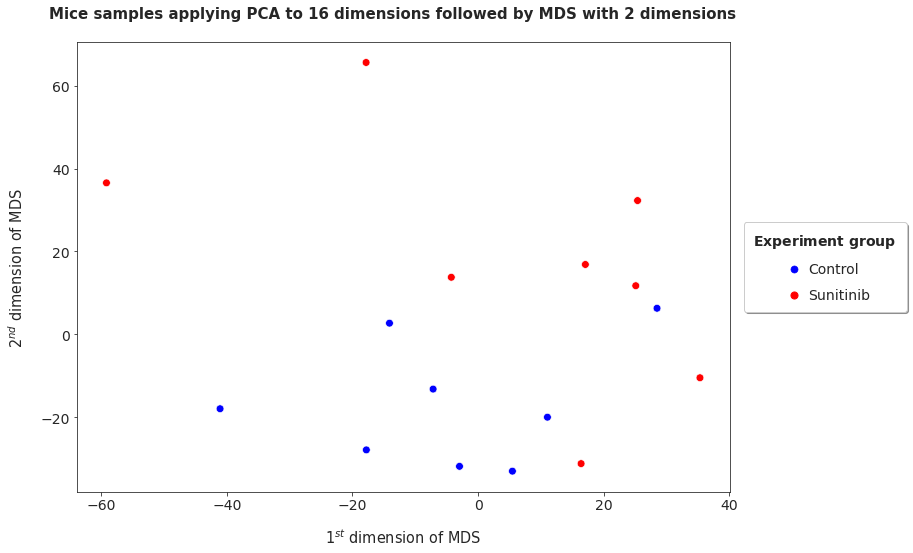 Mice samples applying PCA to 16 dimensions followed by MDS with 2 dimensions
60
40
20
0
−20
2nd dimension of MDS
−60
−40
−20
0
20
40
1st dimension of MDS
Experiment group
Control
Sunitinib